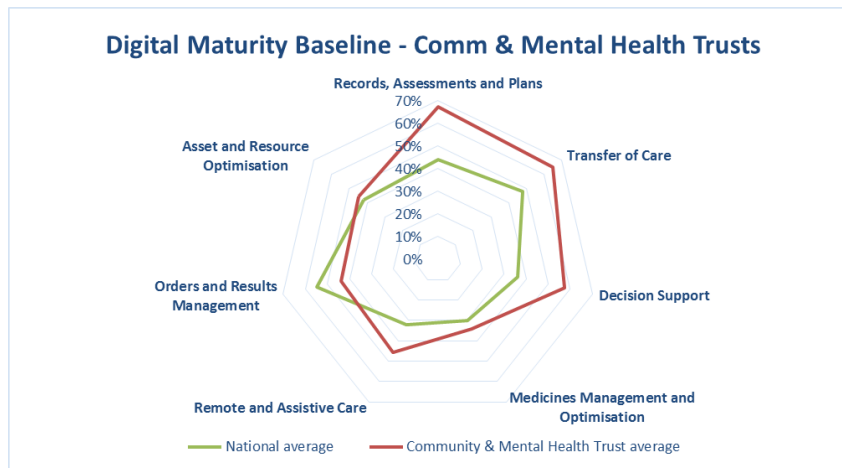 Digital Maturity Baseline - Comm & Mental Health Trusts
Records, Assessments and Plans
70%
60%
50%
40%
30%
20%
10%
0%
Transfer of Care
Decision Support
Medicines Management and
Optimisation
Remote and Assistive Care
Orders and Results
Management
Asset and Resource
Optimisation
National average
Community & Mental Health Trust average